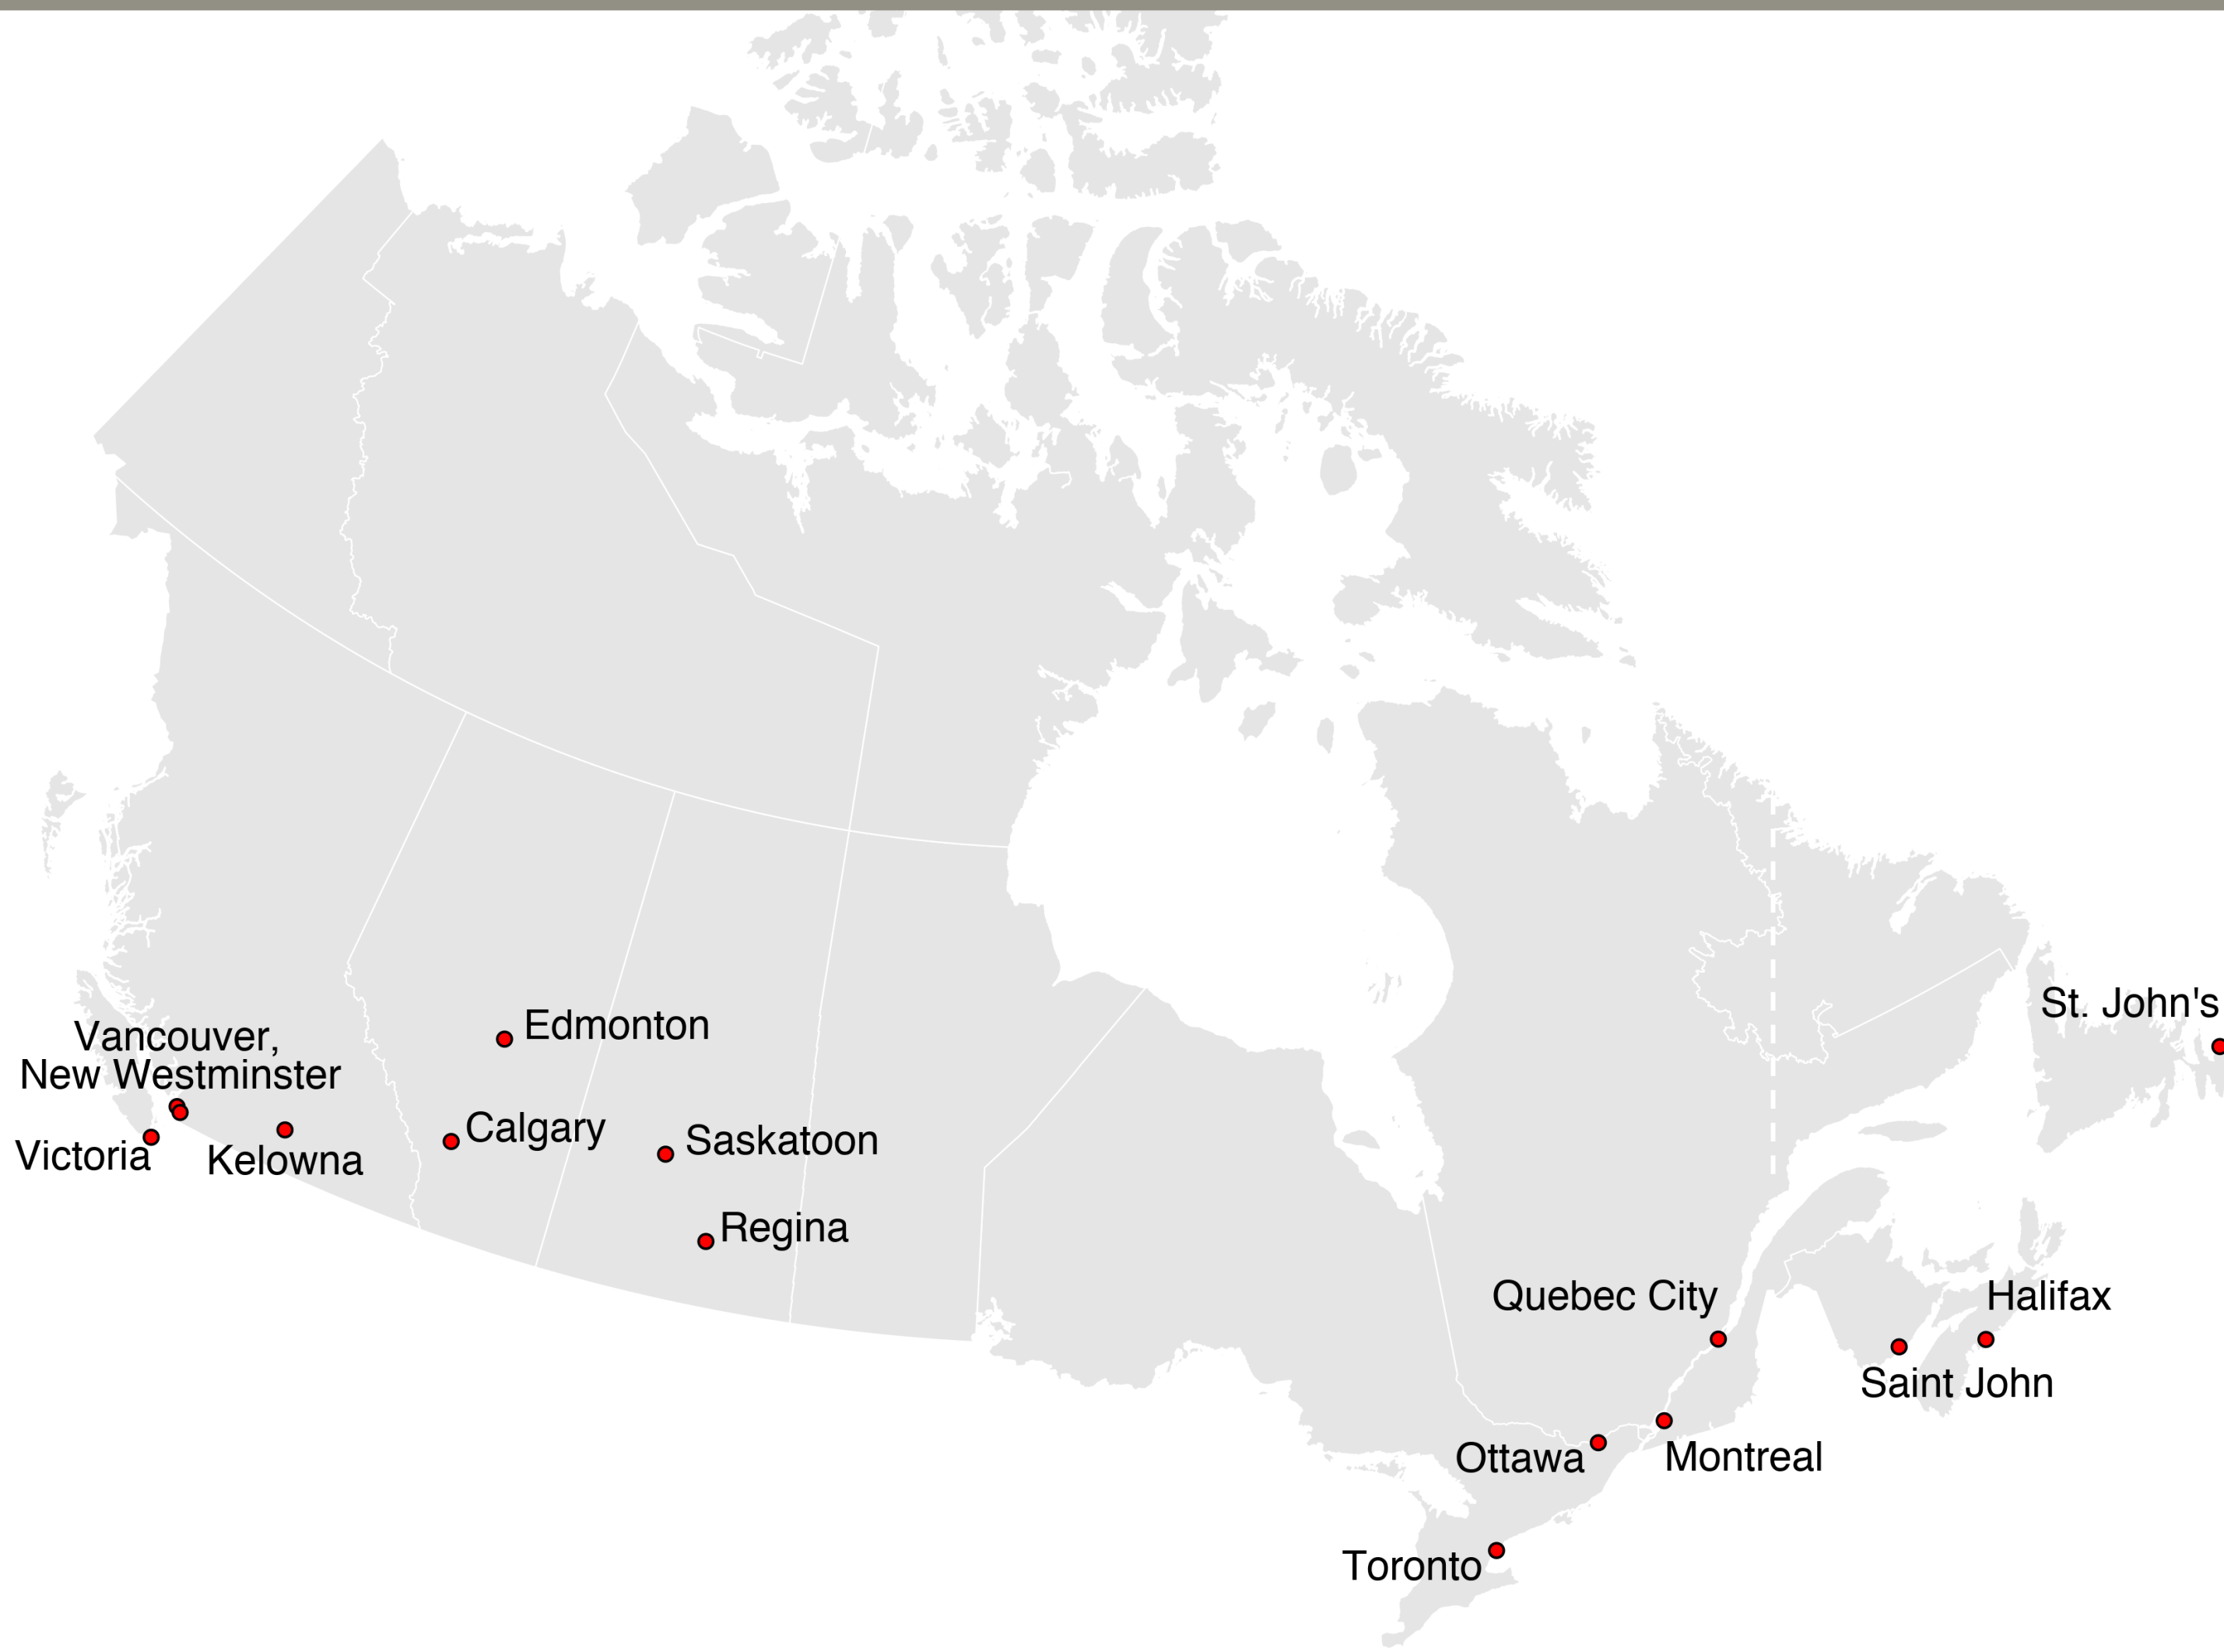 St. John's
Edmonton
Vancouver,
New Westminster
Calgary
Saskatoon
Victoria
Kelowna
Regina
Quebec City
Halifax
Saint John
Ottawa
Montreal
Toronto